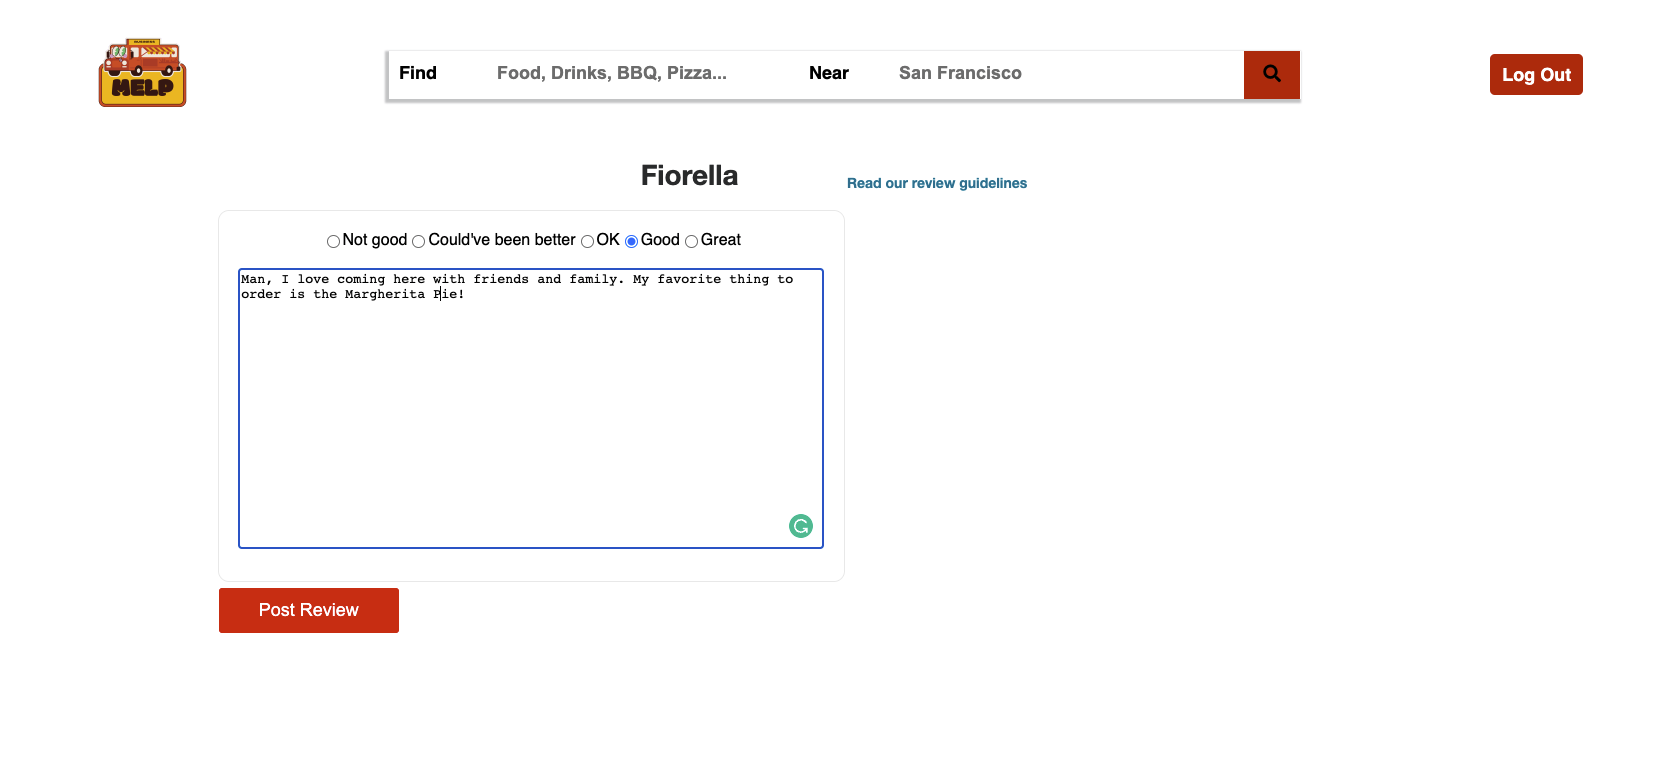 MELP
Find Food, Drinks, BBQ, Pizza... Near San Francisco
Log Out
Fiorella
Read our review guidelines
Not good Could've been better OK Good Great
Man, I love coming here with friends and family. My favorite thing to
order is the Margherita Pie!
Post Review